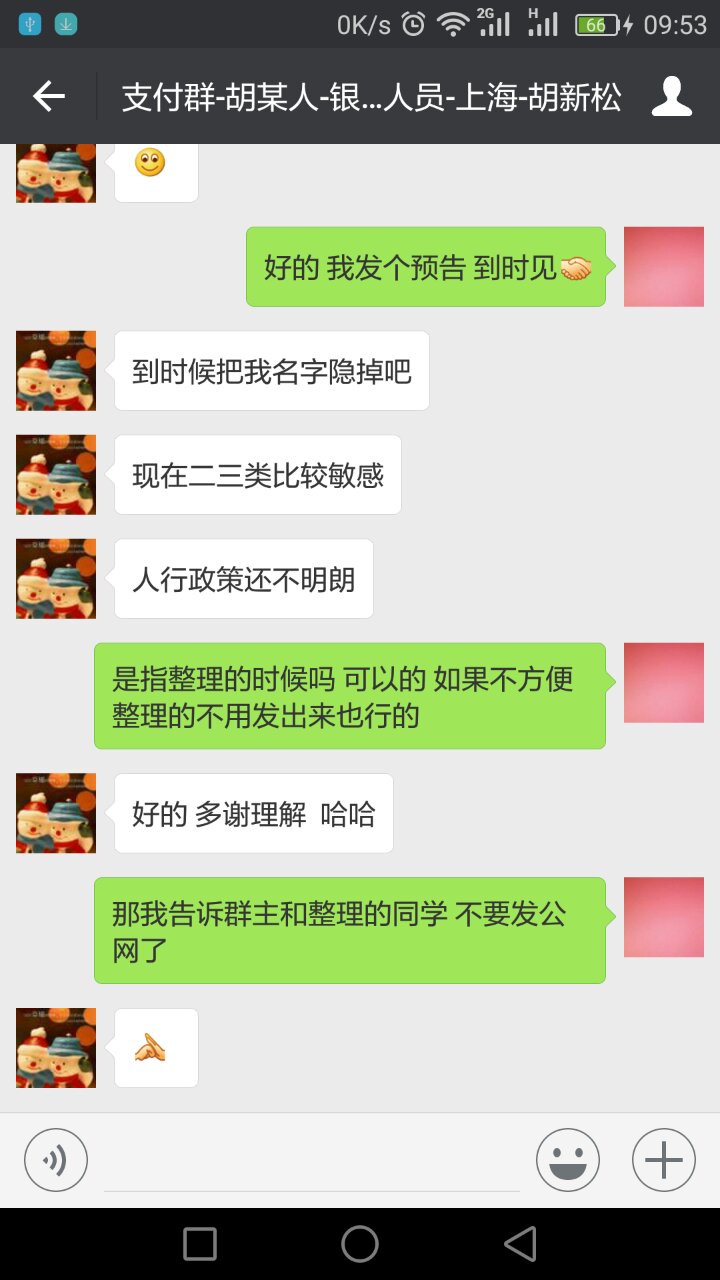 0K/s 2G H 66 09:53
支付群-胡某人-银...人员-上海-胡新松
好的 我发个预告 到时见
到时候把我名字隐掉吧
现在二三类比较敏感
人行政策还不明朗
是指整理的时候吗 可以的 如果不方便
整理的不用发出来也行的
好的 多谢理解 哈哈
那我告诉群主和整理的同学 不要发公
网了